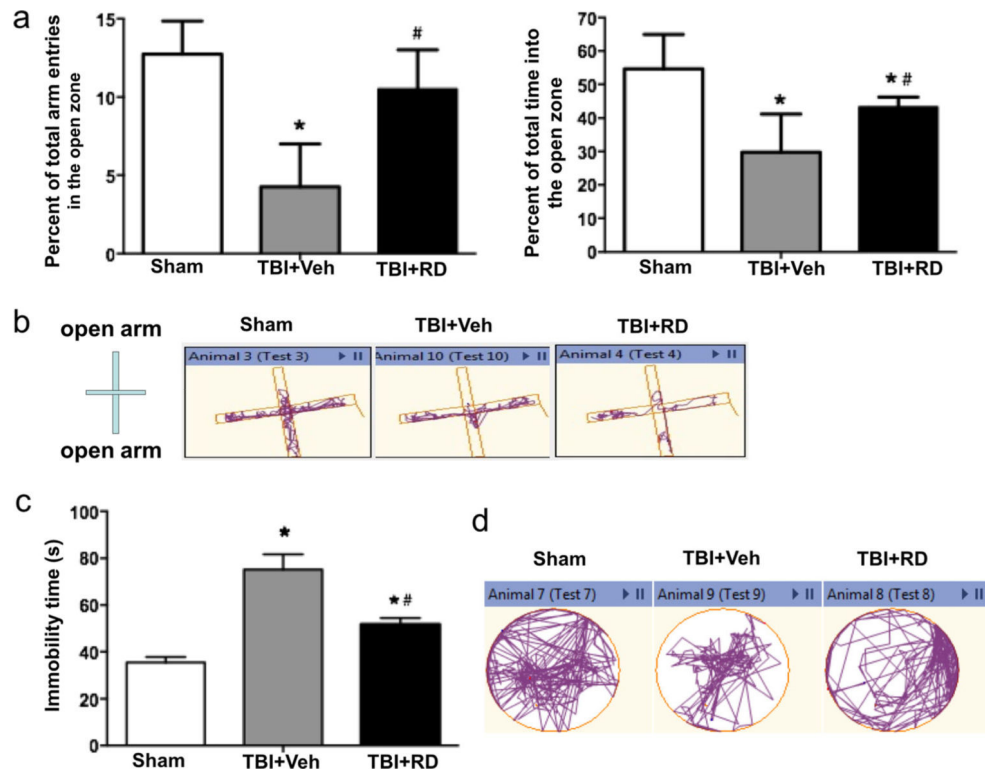 a
Percent of total arm entries
in the open zone
15
10
5
0
*
#
Sham
TBI+Veh
TBI+RD
Percent of total time into
the open zone
70
60
50
40
30
20
10
0
*
* #
Sham
TBI+Veh
TBI+RD
b
open arm
open arm
Sham
TBI+Veh
TBI+RD
Animal 3 (Test 3)
Animal 10 (Test 10)
Animal 4 (Test 4)
c
Immobility time (s)
100
80
60
40
20
0
*
* #
Sham
TBI+Veh
TBI+RD
d
Sham
TBI+Veh
TBI+RD
Animal 7 (Test 7)
Animal 9 (Test 9)
Animal 8 (Test 8)